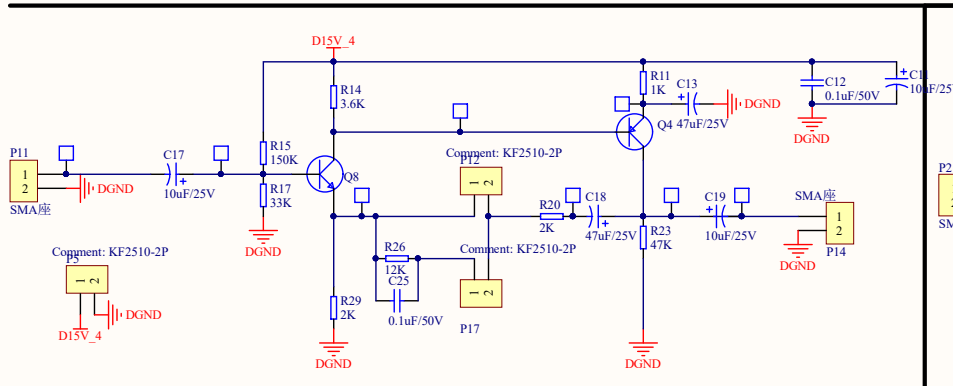 D15V_4
R14
3.6K
R11
1K
C13
47uF/25V
DGND
C12
0.1uF/50V
DGND
10uF/25V
Q4
P11
1
2
SMA座
DGND
C17
10uF/25V
R15
150K
R17
33K
DGND
Q8
Comment: KF2510-2P
P12
1 2
R20
2K
C18
47uF/25V
R23
47K
C19
10uF/25V
SMA座
1
2
P14
DGND
Comment: KF2510-2P
P5
1 2
DGND
D15V_4
R26
12K
C25
0.1uF/50V
Comment: KF2510-2P
1 2
P17
R29
2K
DGND
DGND